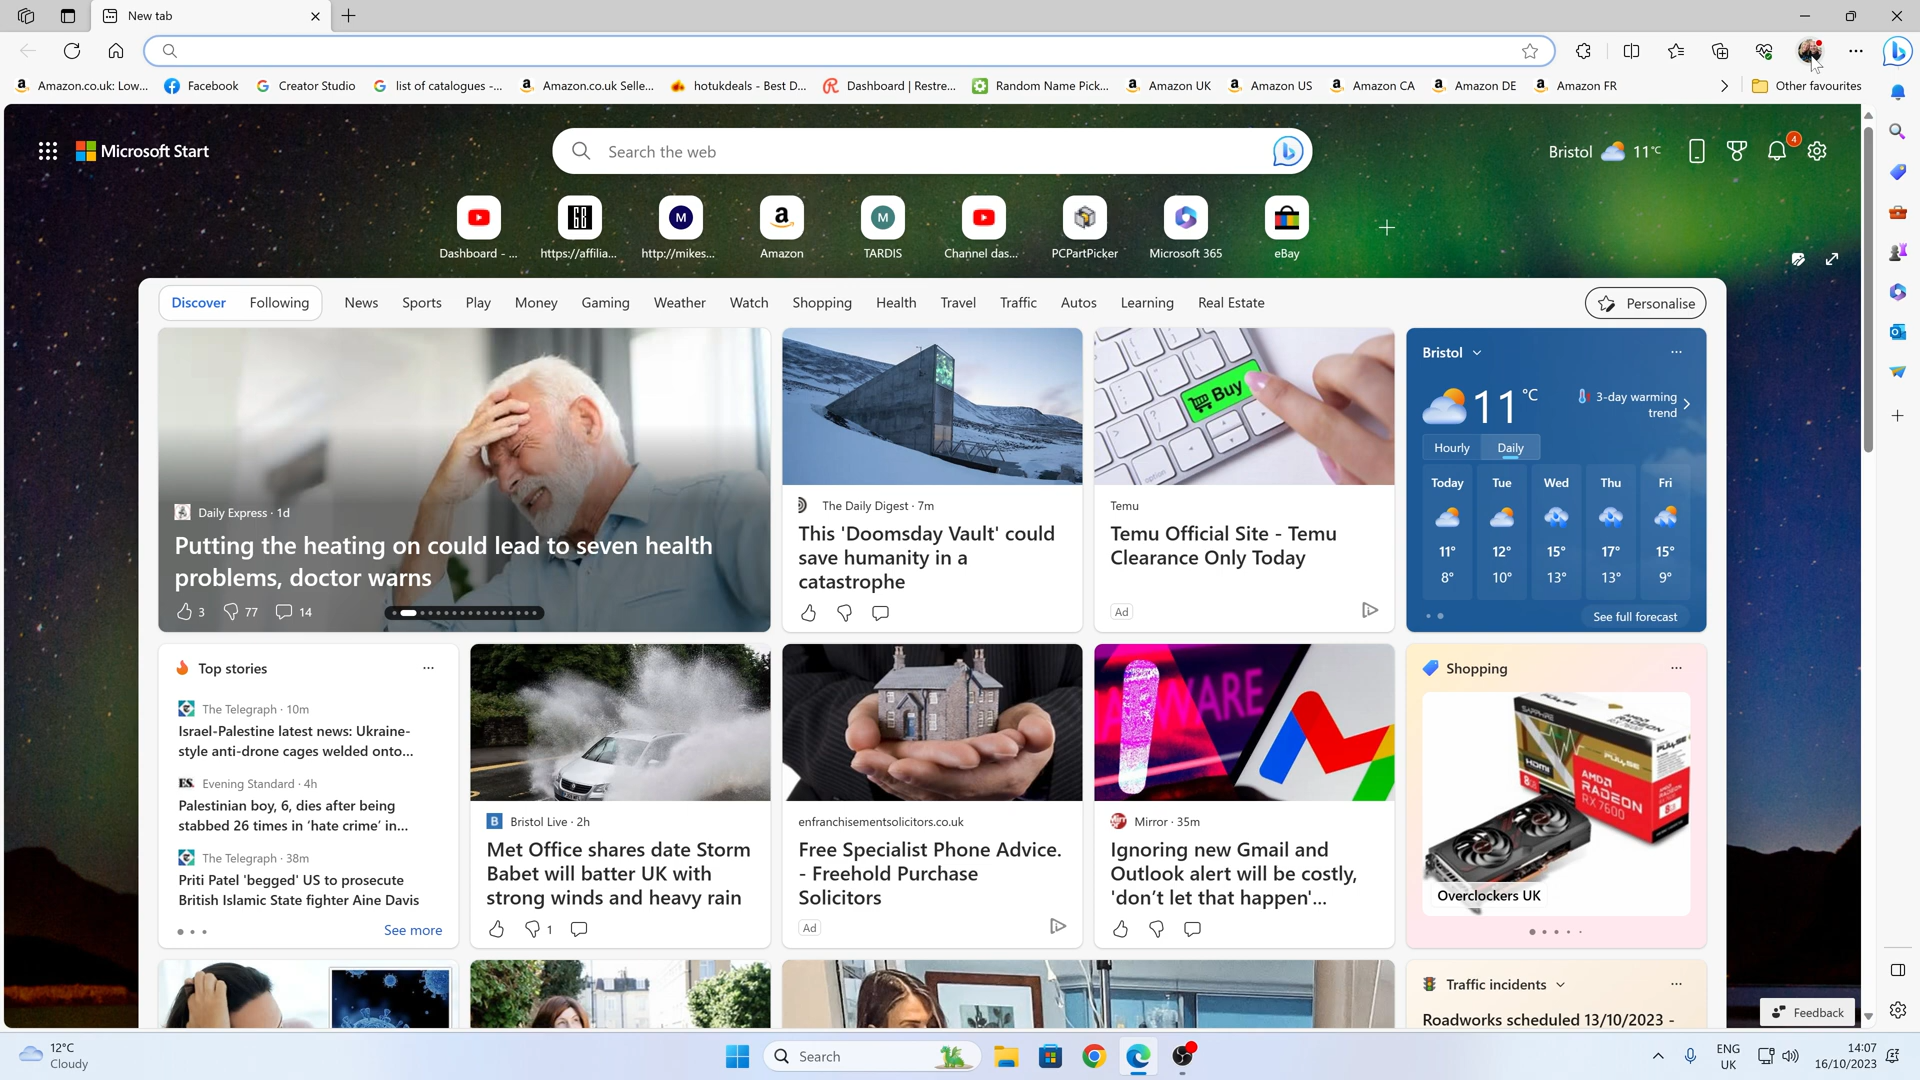 New tab
Amazon.co.uk: Low...
Facebook
Creator Studio
list of catalogues -...
Amazon.co.uk Selle...
hotukdeals - Best D...
Dashboard | Restre...
Random Name Pick...
Amazon UK
Amazon US
Amazon CA
Amazon DE
Amazon FR
Other favourites
Microsoft Start
Search the web
Bristol
11°C
4
Dashboard - ...
https://affilia...
http://mikes...
Amazon
TARDIS
Channel das...
PCPartPicker
Microsoft 365
eBay
Discover
Following
News
Sports
Play
Money
Gaming
Weather
Watch
Shopping
Health
Travel
Traffic
Autos
Learning
Real Estate
Personalise
Daily Express · 1d
Putting the heating on could lead to seven health
problems, doctor warns
3
77
14
The Daily Digest · 7m
This 'Doomsday Vault' could
save humanity in a
catastrophe
Buy
option
Temu
Temu Official Site - Temu
Clearance Only Today
Ad
Bristol
11 °C
3-day warming
trend
Hourly
Daily
Today
Tue
Wed
Thu
Fri
11°
12°
15°
17°
15°
8°
10°
13°
13°
9°
See full forecast
Top stories
The Telegraph · 10m
Israel-Palestine latest news: Ukraine-
style anti-drone cages welded onto...
Evening Standard · 4h
Palestinian boy, 6, dies after being
stabbed 26 times in ‘hate crime’ in...
The Telegraph · 38m
Priti Patel 'begged' US to prosecute
British Islamic State fighter Aine Davis
See more
Bristol Live · 2h
Met Office shares date Storm
Babet will batter UK with
strong winds and heavy rain
1
enfranchisementsolicitors.co.uk
Free Specialist Phone Advice.
- Freehold Purchase
Solicitors
Ad
WARE
Mirror · 35m
Ignoring new Gmail and
Outlook alert will be costly,
'don’t let that happen'...
Shopping
SAPPHIRE
PULSE
HDMI
AMD
RADEON
RX 7600
Overclockers UK
Traffic incidents
Roadworks scheduled 13/10/2023 -
Feedback
12°C
Cloudy
Search
ENG
UK
14:07
16/10/2023